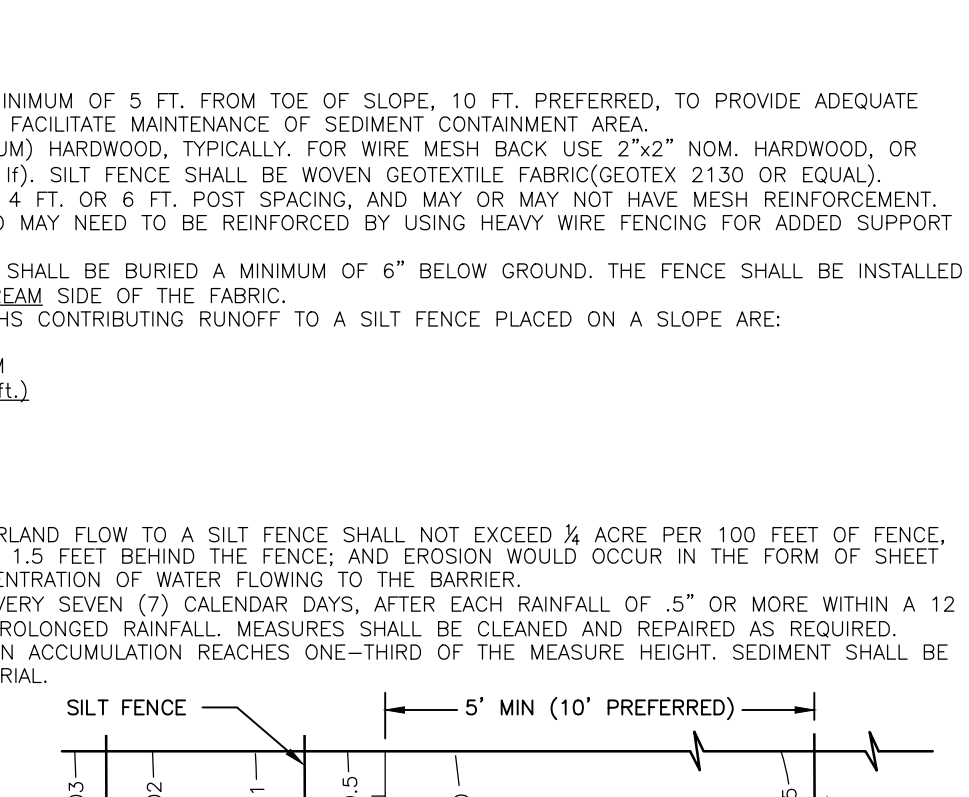 MINIMUM OF 5 FT. FROM TOE OF SLOPE, 10 FT. PREFERRED, TO PROVIDE ADEQUATE
FACILITATE MAINTENANCE OF SEDIMENT CONTAINMENT AREA.
UM) HARDWOOD, TYPICALLY. FOR WIRE MESH BACK USE 2"x2" NOM. HARDWOOD, OR
lf). SILT FENCE SHALL BE WOVEN GEOTEXTILE FABRIC(GEOTEX 2130 OR EQUAL).
4 FT. OR 6 FT. POST SPACING, AND MAY OR MAY NOT HAVE MESH REINFORCEMENT.
MAY NEED TO BE REINFORCED BY USING HEAVY WIRE FENCING FOR ADDED SUPPORT
SHALL BE BURIED A MINIMUM OF 6" BELOW GROUND. THE FENCE SHALL BE INSTALLED
REAM SIDE OF THE FABRIC.
HS CONTRIBUTING RUNOFF TO A SILT FENCE PLACED ON A SLOPE ARE:
M
ft.)
RLAND FLOW TO A SILT FENCE SHALL NOT EXCEED ¼ ACRE PER 100 FEET OF FENCE,
1.5 FEET BEHIND THE FENCE; AND EROSION WOULD OCCUR IN THE FORM OF SHEET
ENTRATION OF WATER FLOWING TO THE BARRIER.
VERY SEVEN (7) CALENDAR DAYS, AFTER EACH RAINFALL OF .5" OR MORE WITHIN A 12
ROLONGED RAINFALL. MEASURES SHALL BE CLEANED AND REPAIRED AS REQUIRED.
N ACCUMULATION REACHES ONE-THIRD OF THE MEASURE HEIGHT. SEDIMENT SHALL BE
RIAL.
SILT FENCE
5' MIN (10' PREFERRED)